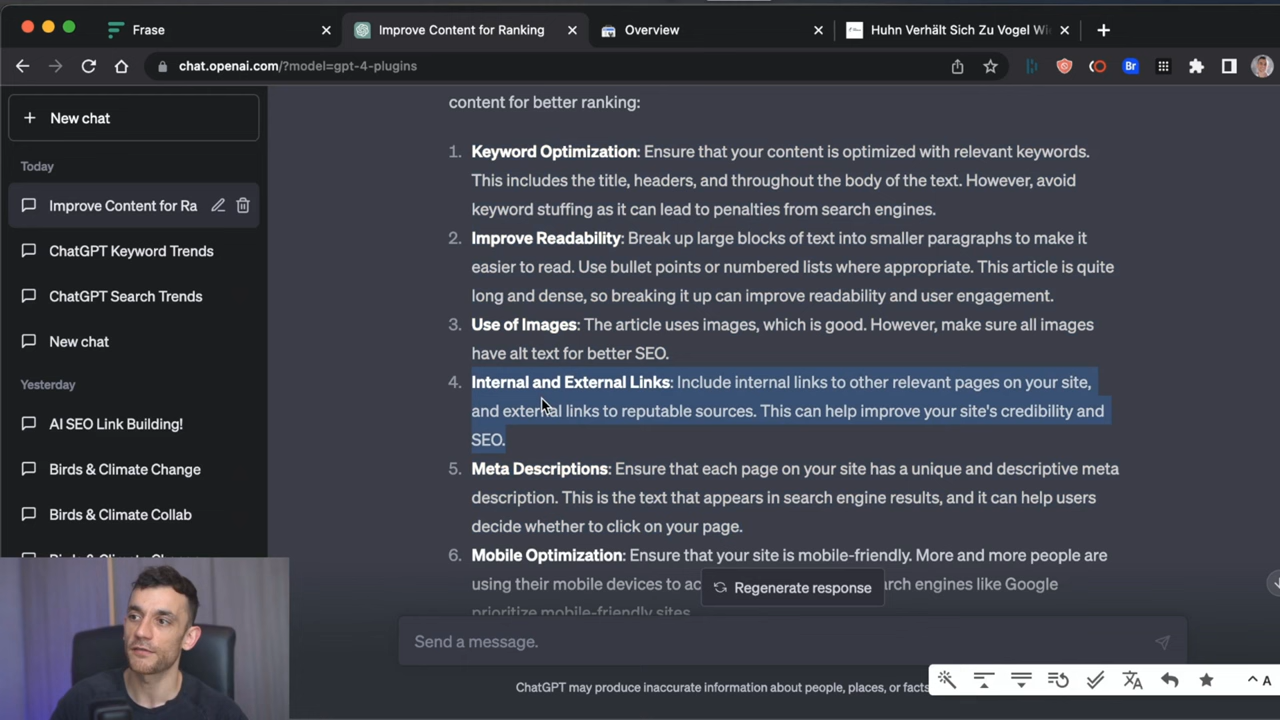 Frase
Improve Content for Ranking
Overview
Huhn Verhält Sich Zu Vogel Wi
chat.openai.com/?model=gpt-4-plugins
Br
New chat
Today
Improve Content for Ra
ChatGPT Keyword Trends
ChatGPT Search Trends
New chat
Yesterday
AI SEO Link Building!
Birds & Climate Change
Birds & Climate Collab
Birds & Climate Change
content for better ranking:
1. Keyword Optimization: Ensure that your content is optimized with relevant keywords.
This includes the title, headers, and throughout the body of the text. However, avoid
keyword stuffing as it can lead to penalties from search engines.
2. Improve Readability: Break up large blocks of text into smaller paragraphs to make it
easier to read. Use bullet points or numbered lists where appropriate. This article is quite
long and dense, so breaking it up can improve readability and user engagement.
3. Use of Images: The article uses images, which is good. However, make sure all images
have alt text for better SEO.
4. Internal and External Links: Include internal links to other relevant pages on your site,
and external links to reputable sources. This can help improve your site's credibility and
SEO.
5. Meta Descriptions: Ensure that each page on your site has a unique and descriptive meta
description. This is the text that appears in search engine results, and it can help users
decide whether to click on your page.
6. Mobile Optimization: Ensure that your site is mobile-friendly. More and more people are
using their mobile devices to ac
rch engines like Google
prioritize mobile-friendly sites.
Regenerate response
Send a message.
ChatGPT may produce inaccurate information about people, places, or facts
A